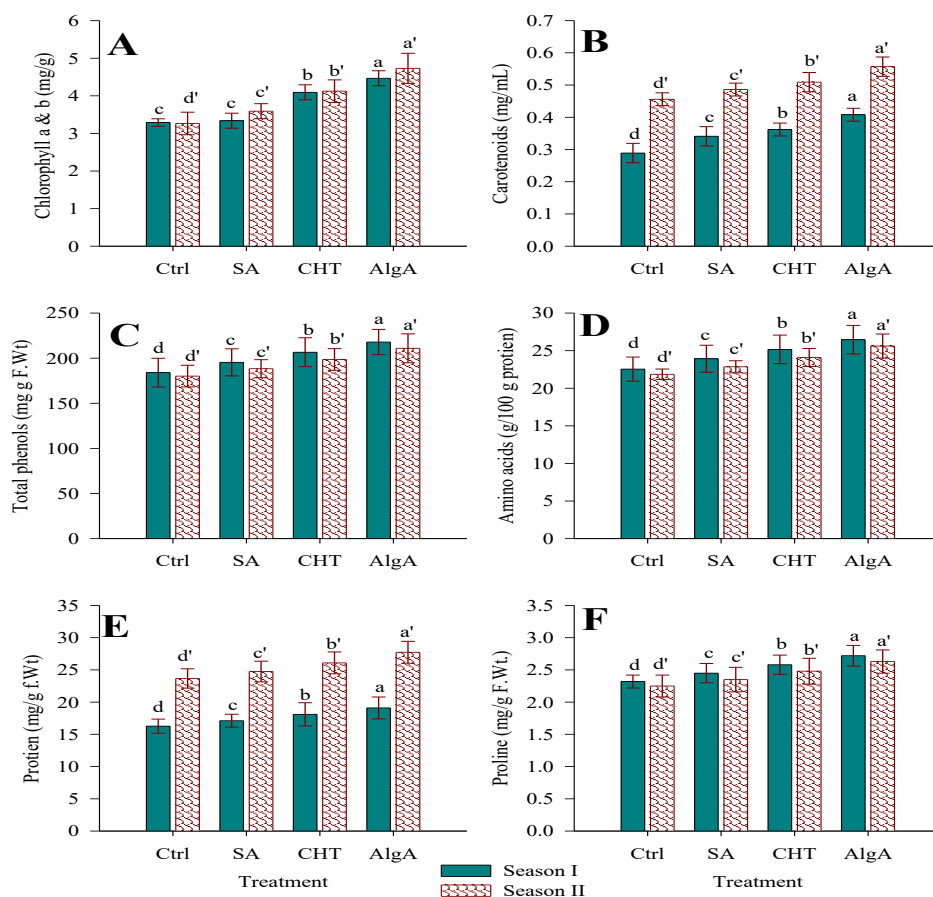 A
Chlorophyll a & b (mg/g)
6
5
4
3
2
1
0
c d' c c' b b' a a'
Ctrl SA CHT AlgA
B
Carotenoids (mg/mL)
0.7
0.6
0.5
0.4
0.3
0.2
0.1
0.0
d d' c c' b b' a a'
Ctrl SA CHT AlgA
C
Total phenols (mg g F.Wt)
250
200
150
100
50
0
d d' c c' b b' a a'
Ctrl SA CHT AlgA
D
Amino acids (g/100 g protien)
30
25
20
15
10
5
0
d d' c c' b b' a a'
Ctrl SA CHT AlgA
E
Protien (mg/g f.Wt)
35
30
25
20
15
10
5
0
d d' c c' b b' a a'
Ctrl SA CHT AlgA
Treatment
F
Proline (mg/g F.Wt.)
3.5
3.0
2.5
2.0
1.5
1.0
0.5
0.0
d d' c c' b b' a a'
Ctrl SA CHT AlgA
Treatment
Season I
Season II